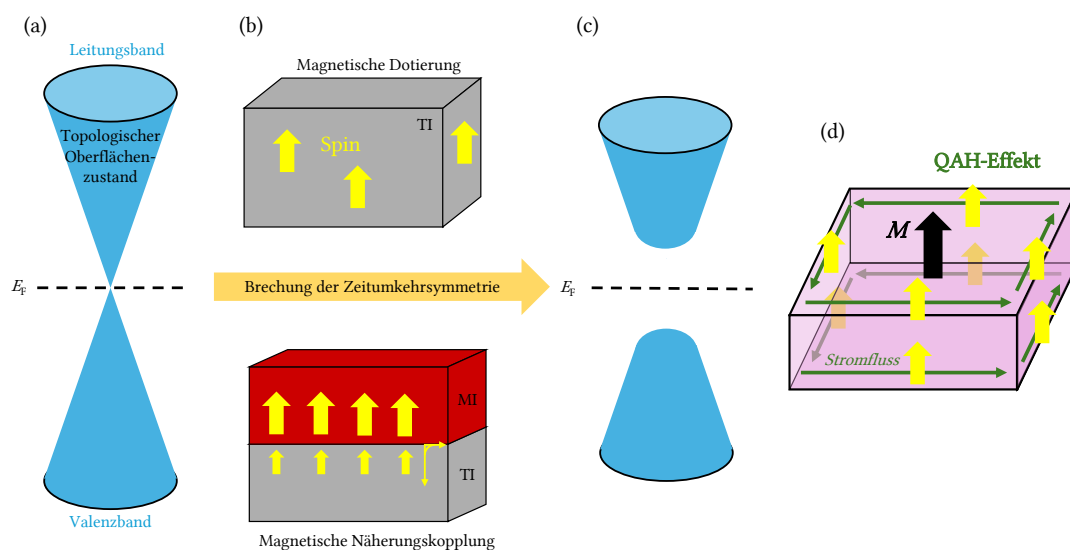 (a)
Leitungsband
Topologischer
Oberflächen-
zustand
E_F
Valenzband
(b)
Magnetische Dotierung
TI
Spin
Brechung der Zeitumkehrsymmetrie
MI
TI
Magnetische Näherungskopplung
(c)
E_F
(d)
QAH-Effekt
M
Stromfluss